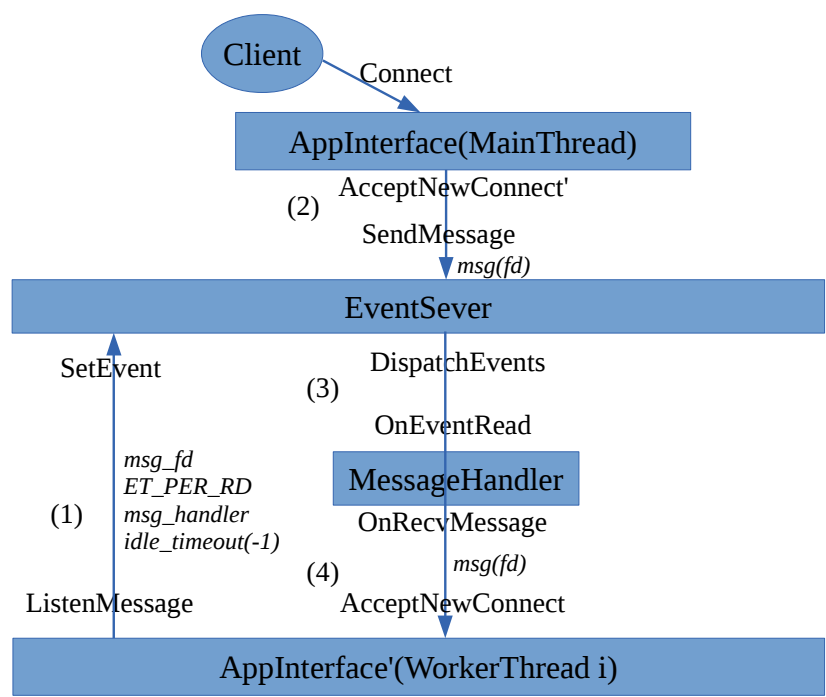 Client
Connect
AppInterface(MainThread)
AcceptNewConnect'
(2)
SendMessage
msg(fd)
EventSever
SetEvent
DispatchEvents
(3)
OnEventRead
msg_fd
ET_PER_RD
msg_handler
idle_timeout(-1)
(1)
MessageHandler
OnRecvMessage
msg(fd)
(4)
ListenMessage
AcceptNewConnect
AppInterface'(WorkerThread i)